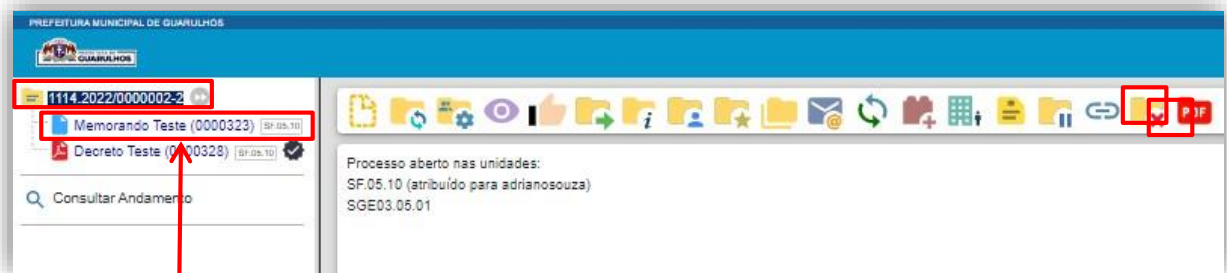 PREFEITURA MUNICIPAL DE GUARULHOS
GUARULHOS
1114.2022/0000002-2
Memorando Teste (0000323) SF.05.10
Decreto Teste (0000328) SF.05.10
Consultar Andamento
i
@
PDF
Processo aberto nas unidades:
SF.05.10 (atribuído para adrianosouza)
SGE03.05.01